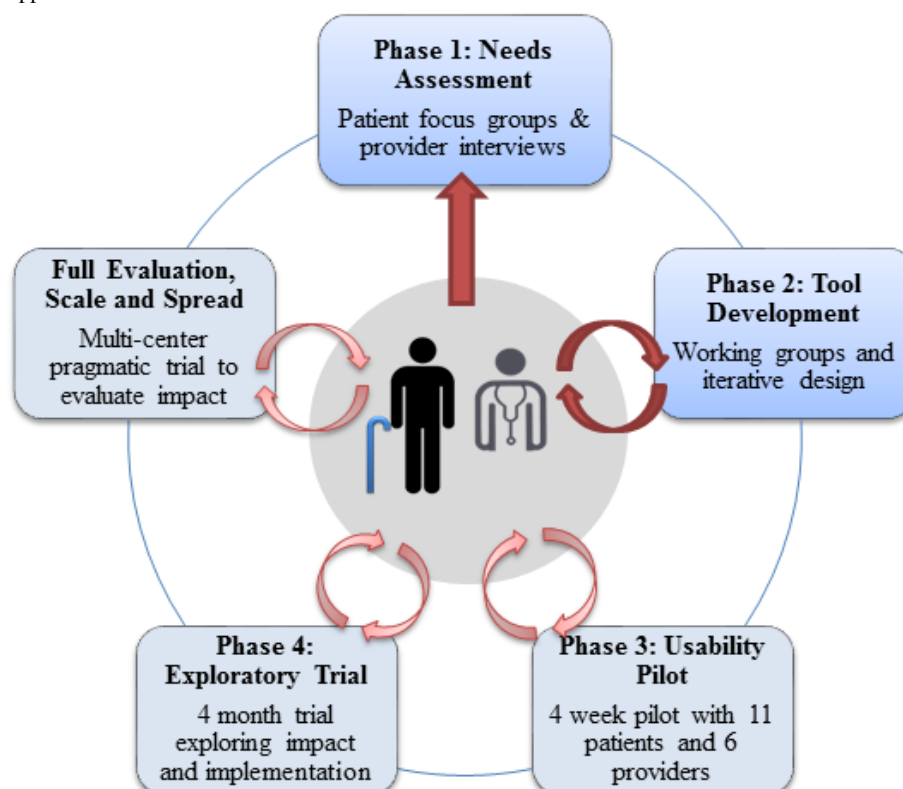 Phase 1: Needs
Assessment
Patient focus groups &
provider interviews
Full Evaluation,
Scale and Spread
Multi-center
pragmatic trial to
evaluate impact
Phase 2: Tool
Development
Working groups and
iterative design
Phase 4:
Exploratory Trial
4 month trial
exploring impact
and implementation
Phase 3: Usability
Pilot
4 week pilot with 11
patients and 6
providers